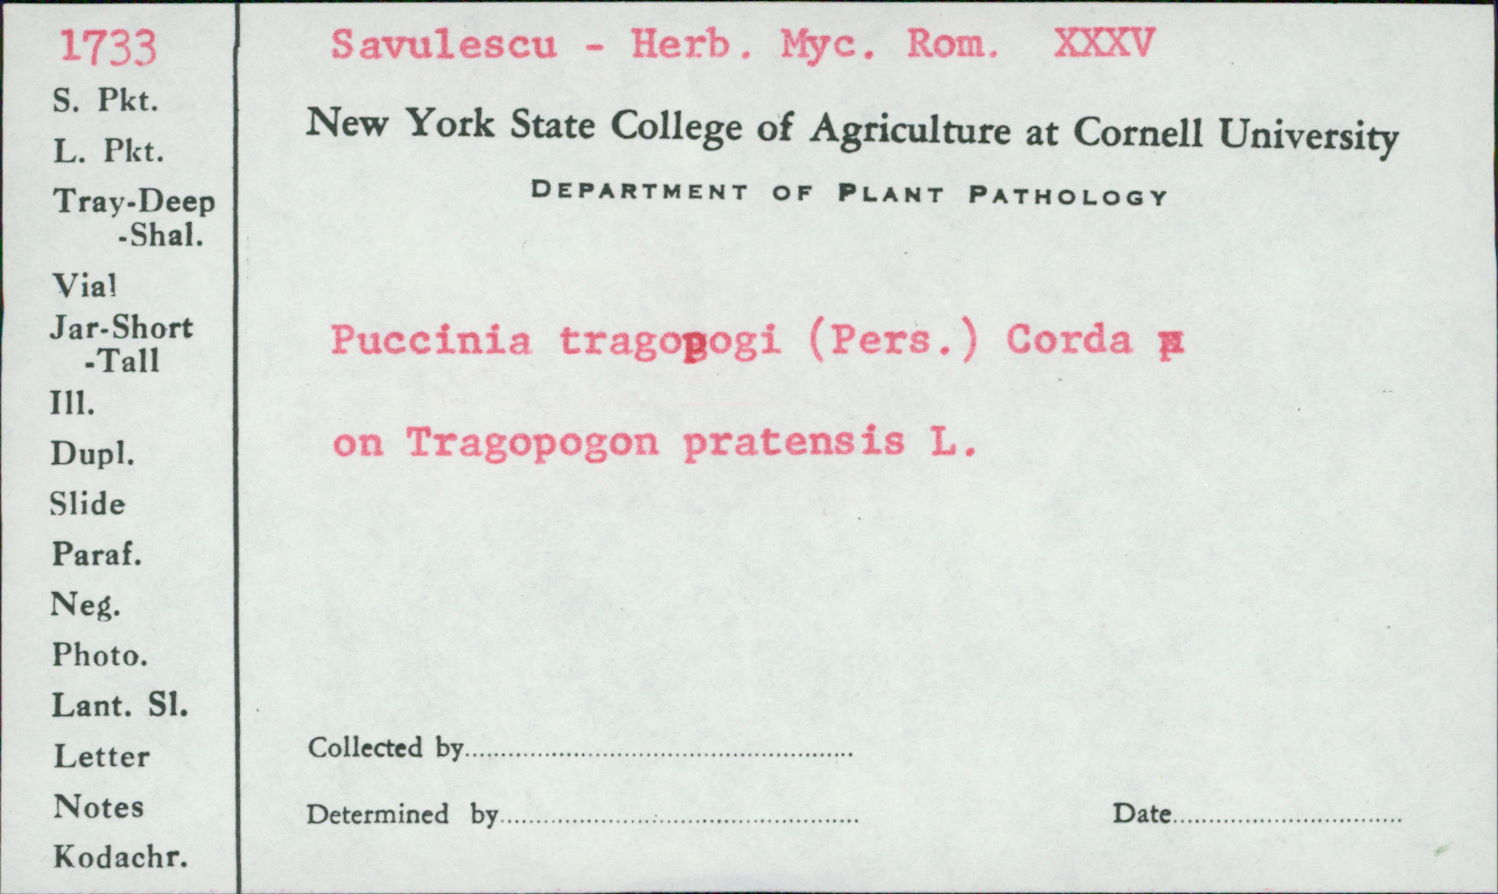 1733
S. Pkt.
L. Pkt.
Tray-Deep
-Shal.
Vial
Jar-Short
-Tall
Ill.
Dupl.
Slide
Paraf.
Neg.
Photo.
Lant. Sl.
Letter
Notes
Kodachr.
Savulescu - Herb. Myc. Rom. XXXV
New York State College of Agriculture at Cornell University
DEPARTMENT OF PLANT PATHOLOGY
Puccinia tragopogi (Pers.) Corda
on Tragopogon pratensis L.
Collected by
Determined by
Date